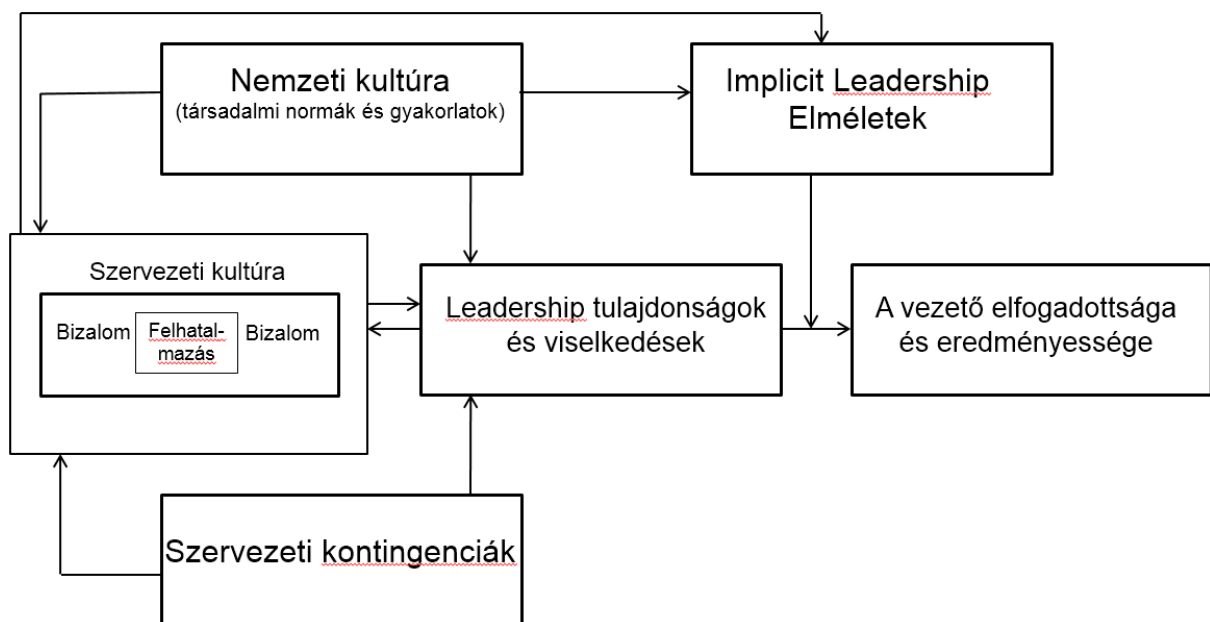 Nemzeti kultúra
(társadalmi normák és gyakorlatok)
Implicit Leadership
Elméletek
Szervezeti kultúra
Bizalom
Felhatal-
mazás
Bizalom
Leadership tulajdonságok
és viselkedések
A vezető elfogadottsága
és eredményessége
Szervezeti kontingenciák